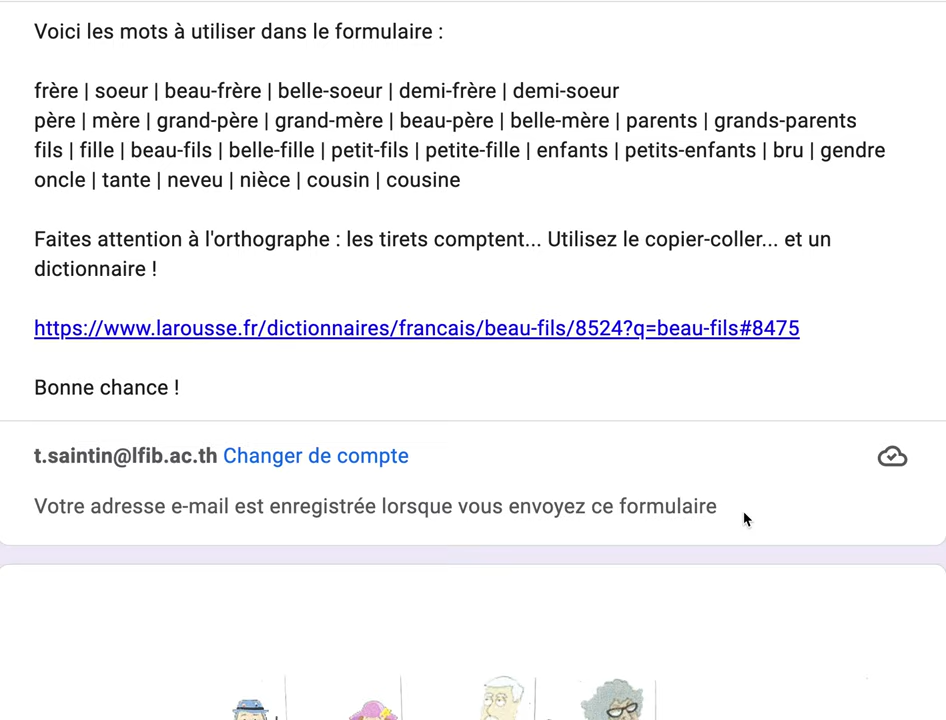 Voici les mots à utiliser dans le formulaire :
frère | soeur | beau-frère | belle-soeur | demi-frère | demi-soeur
père | mère | grand-père | grand-mère | beau-père | belle-mère | parents | grands-parents
fils | fille | beau-fils | belle-fille | petit-fils | petite-fille | enfants | petits-enfants | bru | gendre
oncle | tante | neveu | nièce | cousin | cousine
Faites attention à l'orthographe : les tirets comptent... Utilisez le copier-coller... et un
dictionnaire !
https://www.larousse.fr/dictionnaires/francais/beau-fils/8524?q=beau-fils#8475
Bonne chance !
t.saintin@lfib.ac.th Changer de compte
Votre adresse e-mail est enregistrée lorsque vous envoyez ce formulaire